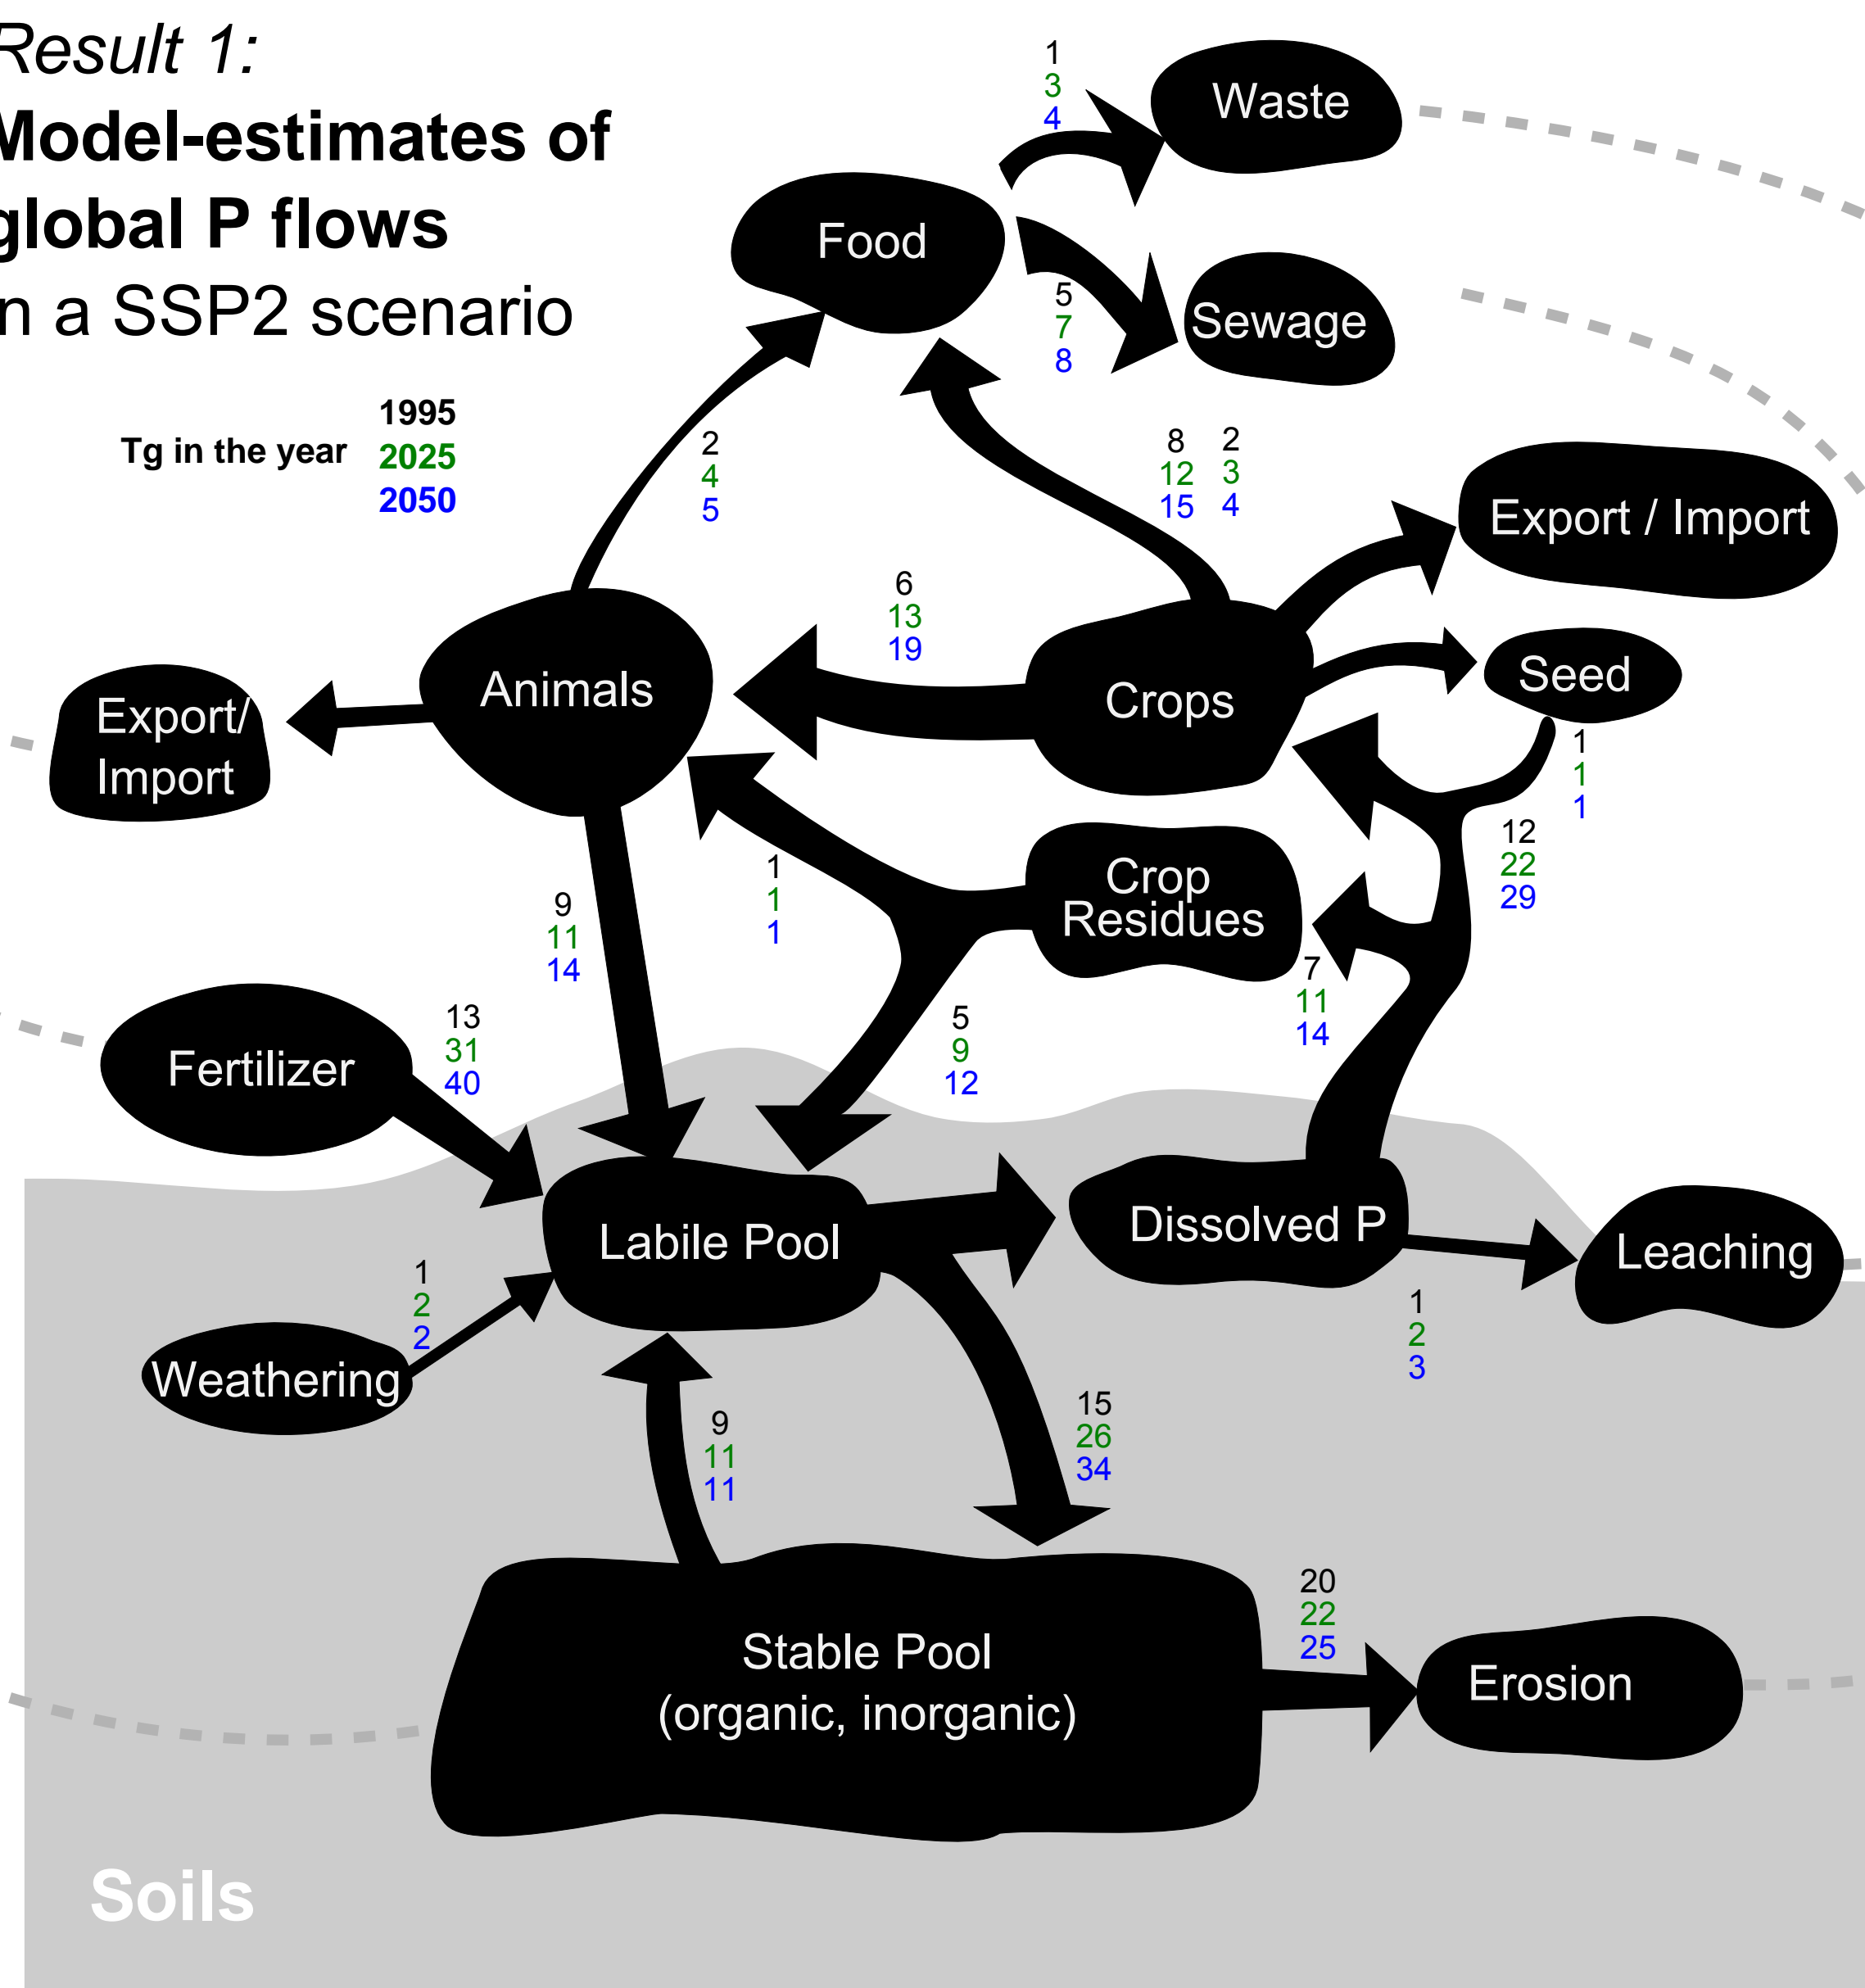 Result 1:
Model-estimates of
global P flows
n a SSP2 scenario
Tg in the year
1995
2025
2050
1
3
4
Waste
Food
5
7
8
Sewage
2
4
5
8
12
15
2
3
4
Export / Import
6
13
19
Animals
Crops
Seed
Export/
Import
1
1
1
12
22
29
Crop
Residues
1
1
1
9
11
14
7
11
14
Fertilizer
13
31
40
5
9
12
Labile Pool
Dissolved P
Leaching
1
2
2
Weathering
1
2
3
9
11
11
15
26
34
Stable Pool
(organic, inorganic)
20
22
25
Erosion
Soils